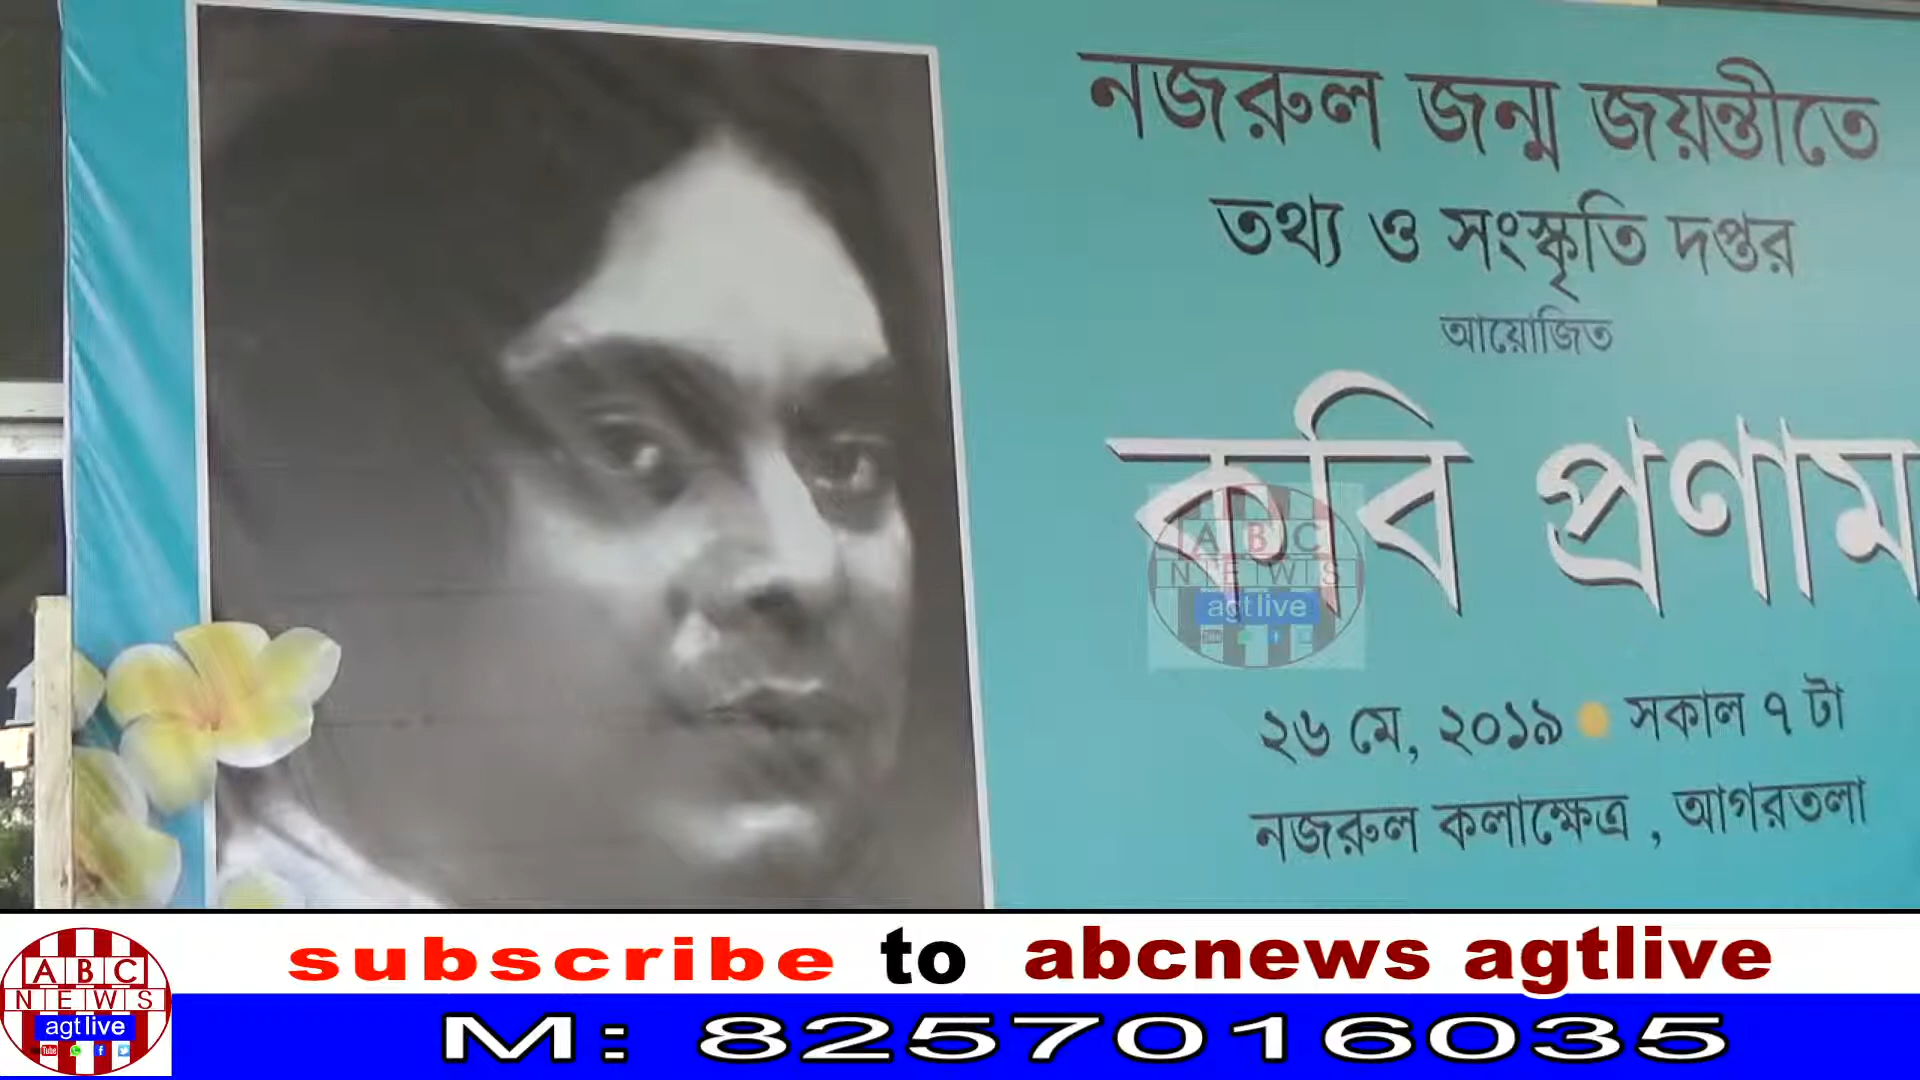 নজরুল জন্ম জয়ন্তীতে
তথ্য ও সংস্কৃতি দপ্তর
আয়োজিত
কবি প্রণাম
ABC
NEWS
agtlive
২৬ মে, ২০১৯ • সকাল ৭ টা
নজরুল কলাক্ষেত্র, আগরতলা
subscribe to abcnews agtlive
M: 8257016035
ABC
NEWS
agtlive